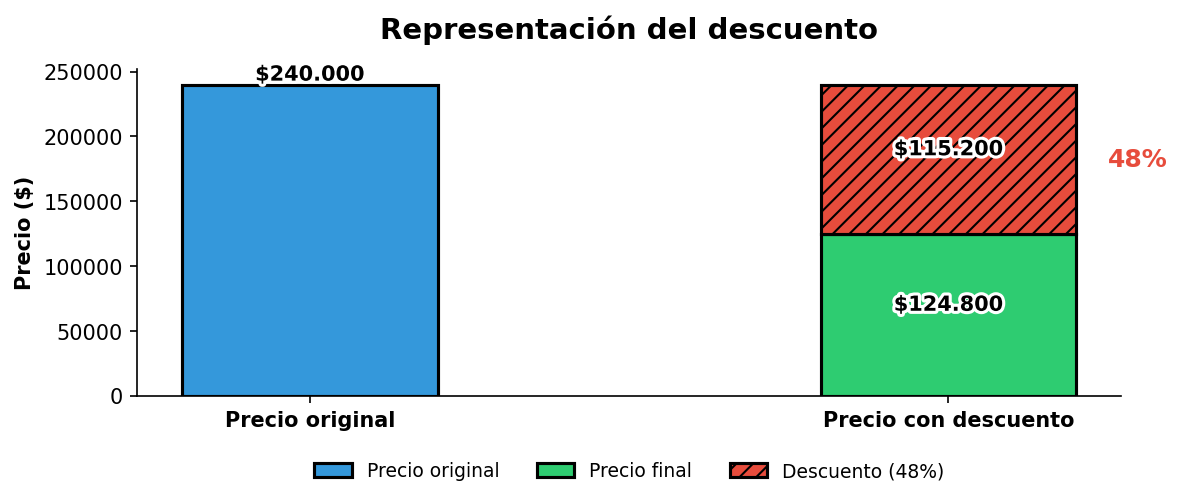 Representación del descuento
Precio ($)
250000
200000
150000
100000
50000
0
$240.000
$115.200
48%
$124.800
Precio original
Precio con descuento
Precio original
Precio final
Descuento (48%)